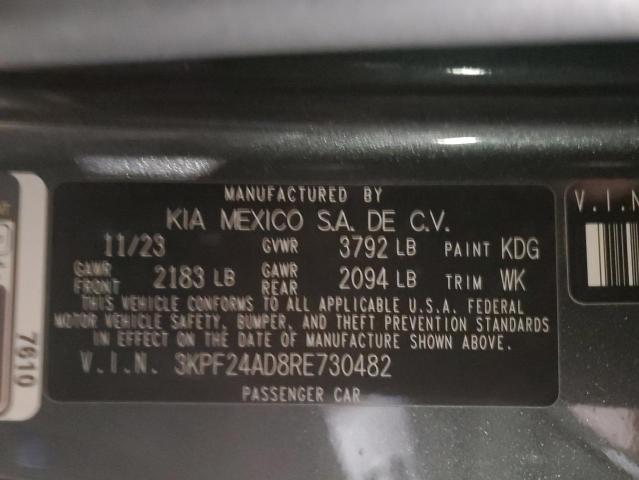 MANUFACTURED BY
KIA MEXICO S.A. DE C.V.
11/23 GVWR 3792 LB PAINT KDG
GAWR FRONT 2183 LB GAWR REAR 2094 LB TRIM WK
THIS VEHICLE CONFORMS TO ALL APPLICABLE U.S.A. FEDERAL
MOTOR VEHICLE SAFETY, BUMPER, AND THEFT PREVENTION STANDARDS
IN EFFECT ON THE DATE OF MANUFACTURE SHOWN ABOVE.
V.I.N. 3KPF24AD8RE730482
PASSENGER CAR
V.I.N
7610